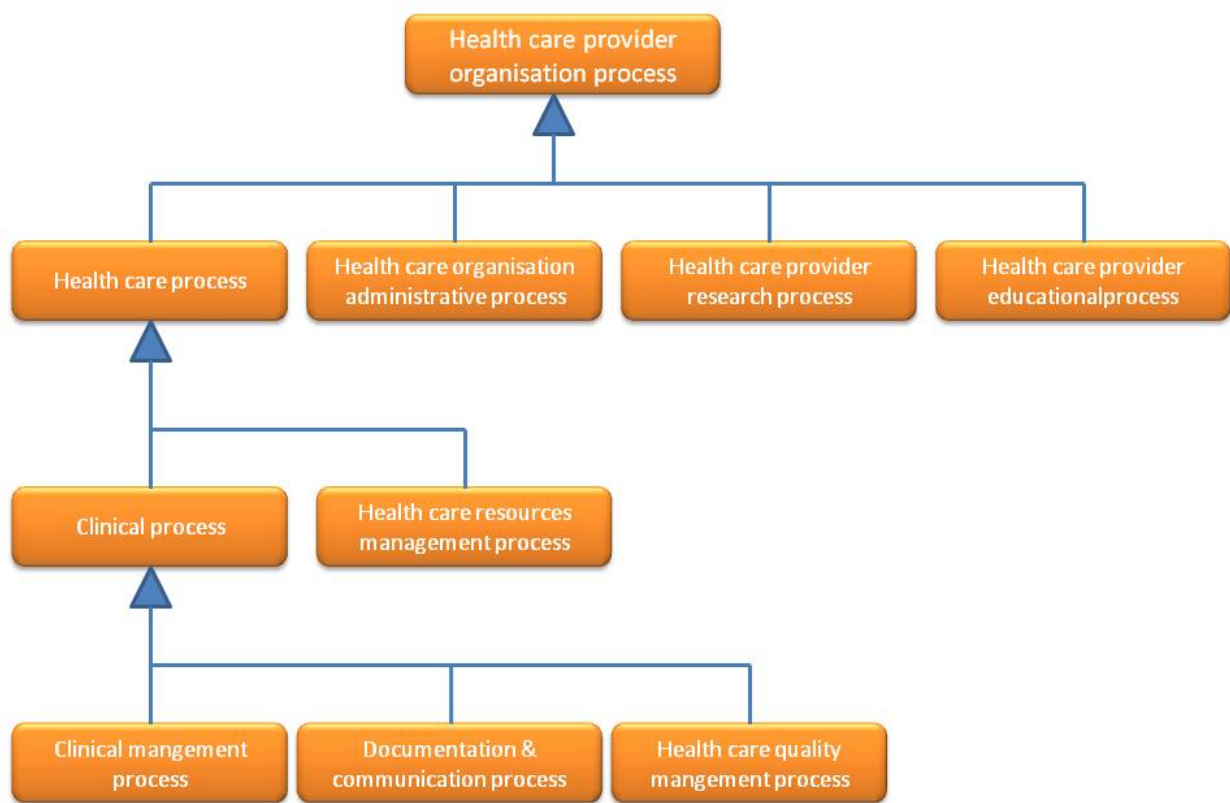 Health care provider
organisation process
Health care process
Health care organisation
administrative process
Health care provider
research process
Health care provider
educationalprocess
Clinical process
Health care resources
management process
Clinical mangement
process
Documentation &
communication process
Health care quality
mangement process